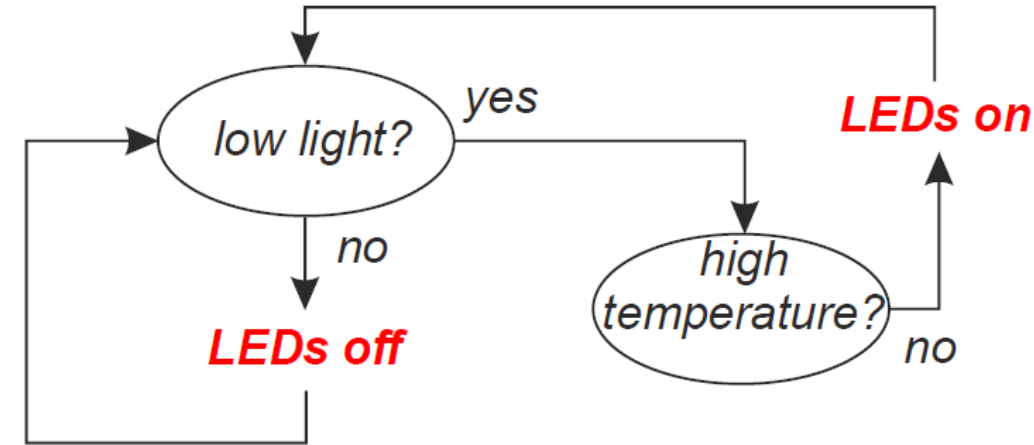 low light?
yes
LEDs on
no
high
temperature?
no
LEDs off